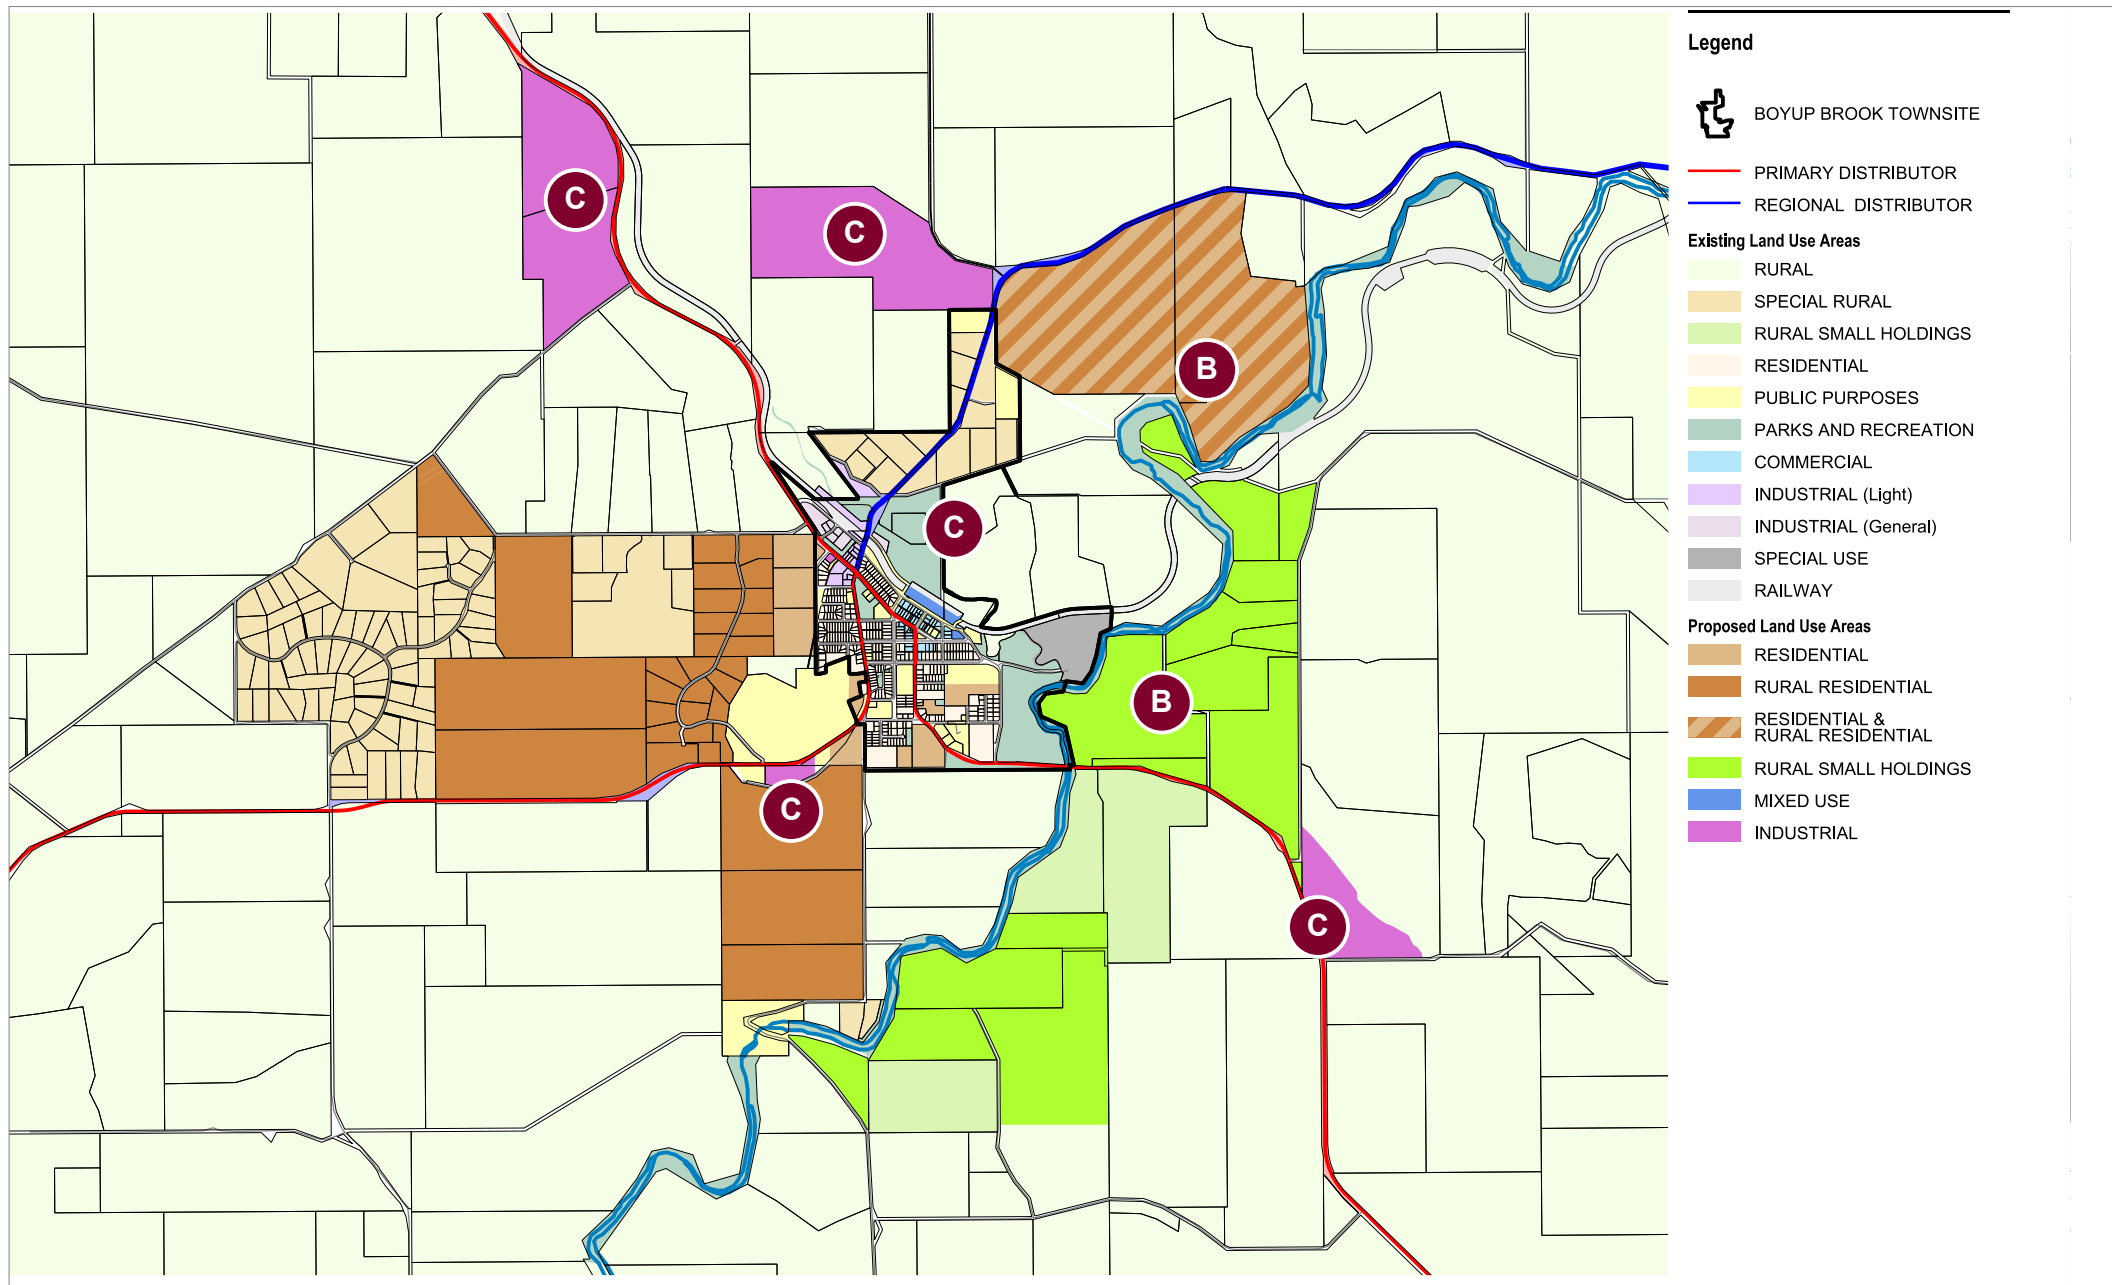 C
C
B
C
B
C
C
Legend
BOYUP BROOK TOWNSITE
PRIMARY DISTRIBUTOR
REGIONAL DISTRIBUTOR
Existing Land Use Areas
RURAL
SPECIAL RURAL
RURAL SMALL HOLDINGS
RESIDENTIAL
PUBLIC PURPOSES
PARKS AND RECREATION
COMMERCIAL
INDUSTRIAL (Light)
INDUSTRIAL (General)
SPECIAL USE
RAILWAY
Proposed Land Use Areas
RESIDENTIAL
RURAL RESIDENTIAL
RESIDENTIAL &
RURAL RESIDENTIAL
RURAL SMALL HOLDINGS
MIXED USE
INDUSTRIAL